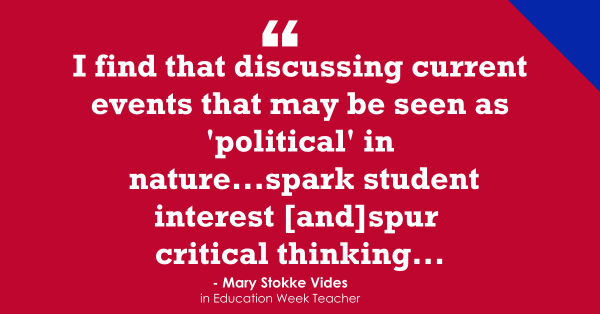 “
I find that discussing current
events that may be seen as
'political' in
nature...spark student
interest [and]spur
critical thinking...
- Mary Stokke Vides
in Education Week Teacher